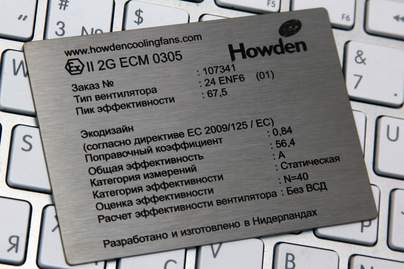 www.howdencoolingfans.com
Howden
Ex II 2G ECM 0305
Заказ № : 107341
Тип вентилятора : 24 ENF6 (01)
Пик эффективности : 67,5
Экодизайн
(согласно директиве ЕС 2009/125 / ЕС)
Поправочный коэффициент : 0,84
Общая эффективность : 56,4
Категория измерений : A
Категория эффективности : Статическая
Оценка эффективности : N=40
Расчет эффективности вентилятора : Без ВСД
Разработано и изготовлено в Нидерландах
Я